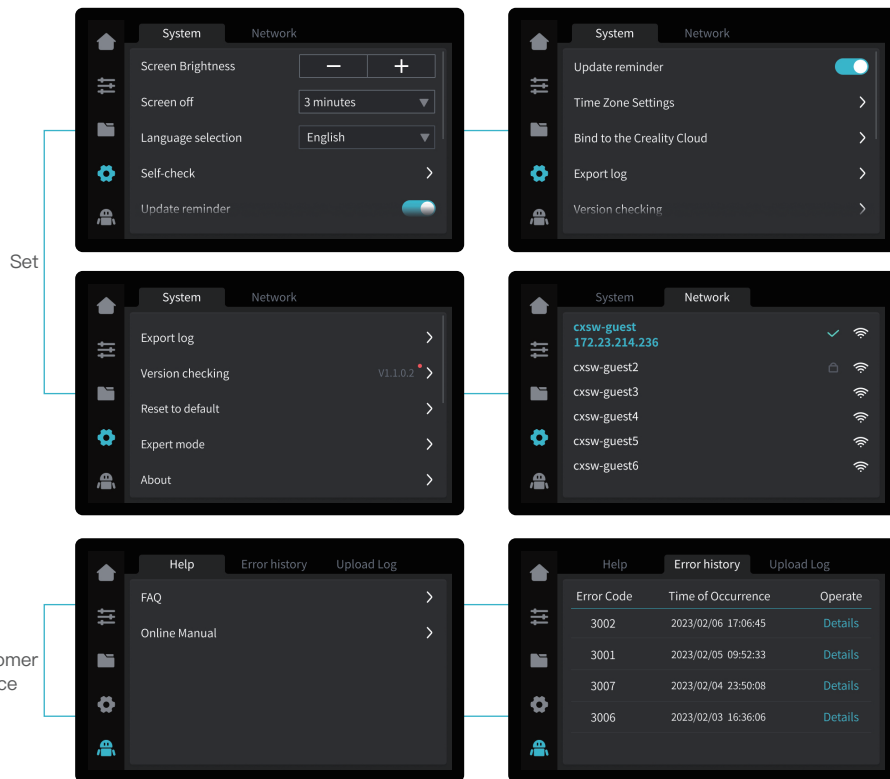 System Network
Screen Brightness − +
Screen off 3 minutes
Language selection English
Self-check
Update reminder
System Network
Update reminder
Time Zone Settings
Bind to the Creality Cloud
Export log
Version checking
Set
System Network
Export log
Version checking V1.1.0.2
Reset to default
Expert mode
About
System Network
cxsw-guest
172.23.214.236
cxsw-guest2
cxsw-guest3
cxsw-guest4
cxsw-guest5
cxsw-guest6
omer
ce
Help Error history Upload Log
FAQ
Online Manual
Help Error history Upload Log
Error Code Time of Occurrence Operate
3002 2023/02/06 17:06:45 Details
3001 2023/02/05 09:52:33 Details
3007 2023/02/04 23:50:08 Details
3006 2023/02/03 16:36:06 Details